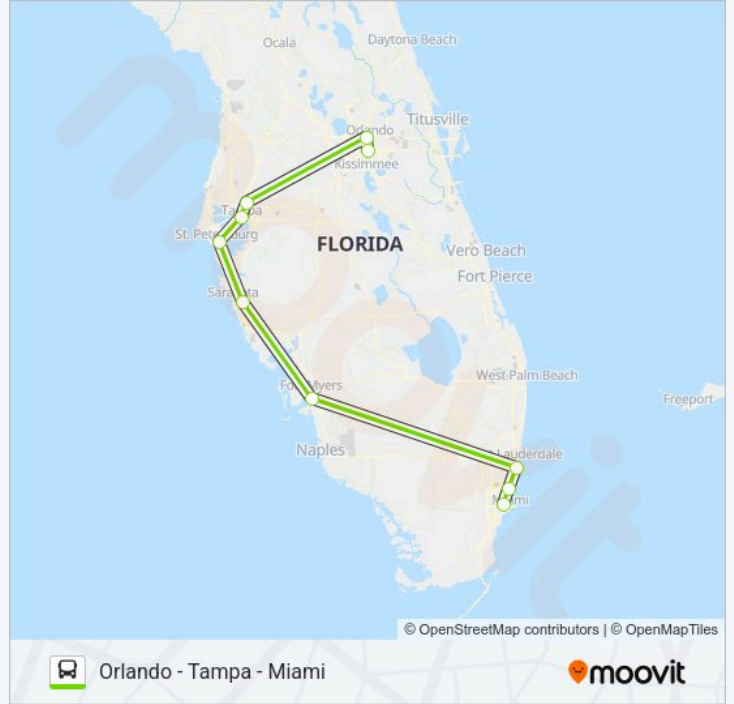 Ocala
Daytona Beach
Titusville
Orlando
Kissimmee
Tampa
St. Petersburg
FLORIDA
Vero Beach
Fort Pierce
Sarasota
West Palm Beach
Fort Myers
Freeport
Naples
Lauderdale
Miami
© OpenStreetMap contributors | © OpenMapTiles
Orlando - Tampa - Miami
moovit
moovit